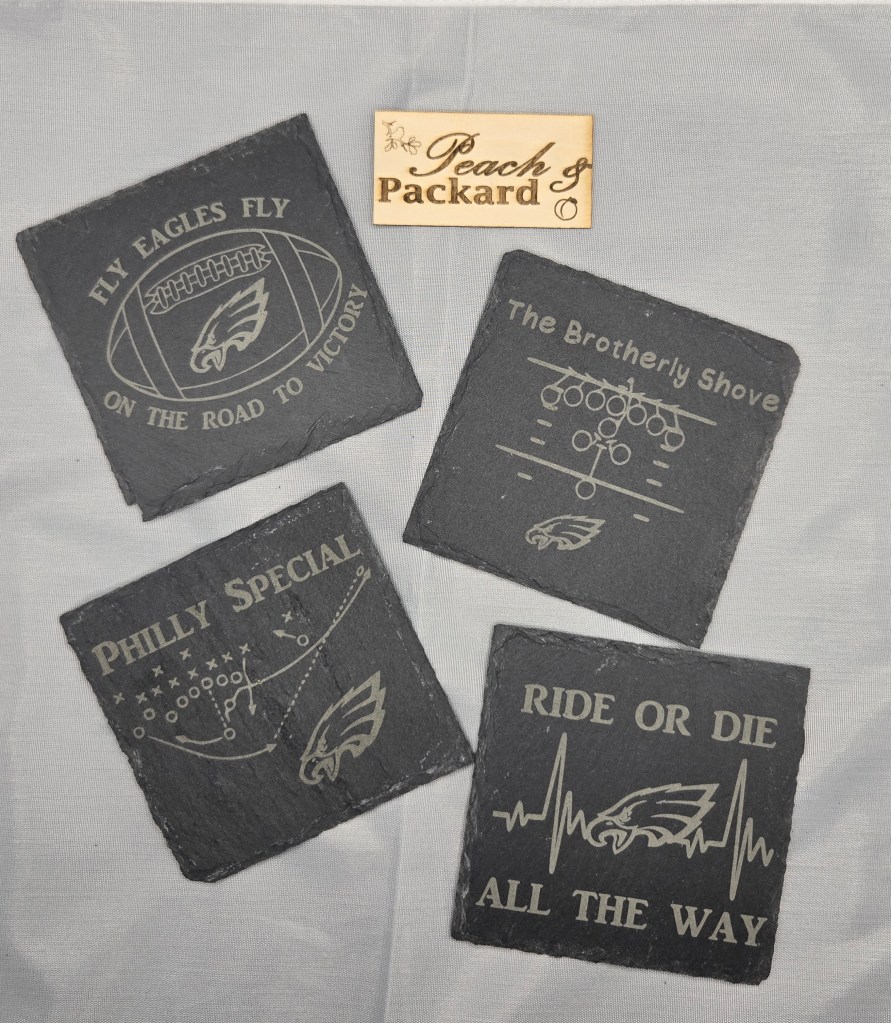 Peach &
Packard
FLY EAGLES FLY
ON THE ROAD TO VICTORY
The Brotherly Shove
PHILLY SPECIAL
RIDE OR DIE
ALL THE WAY